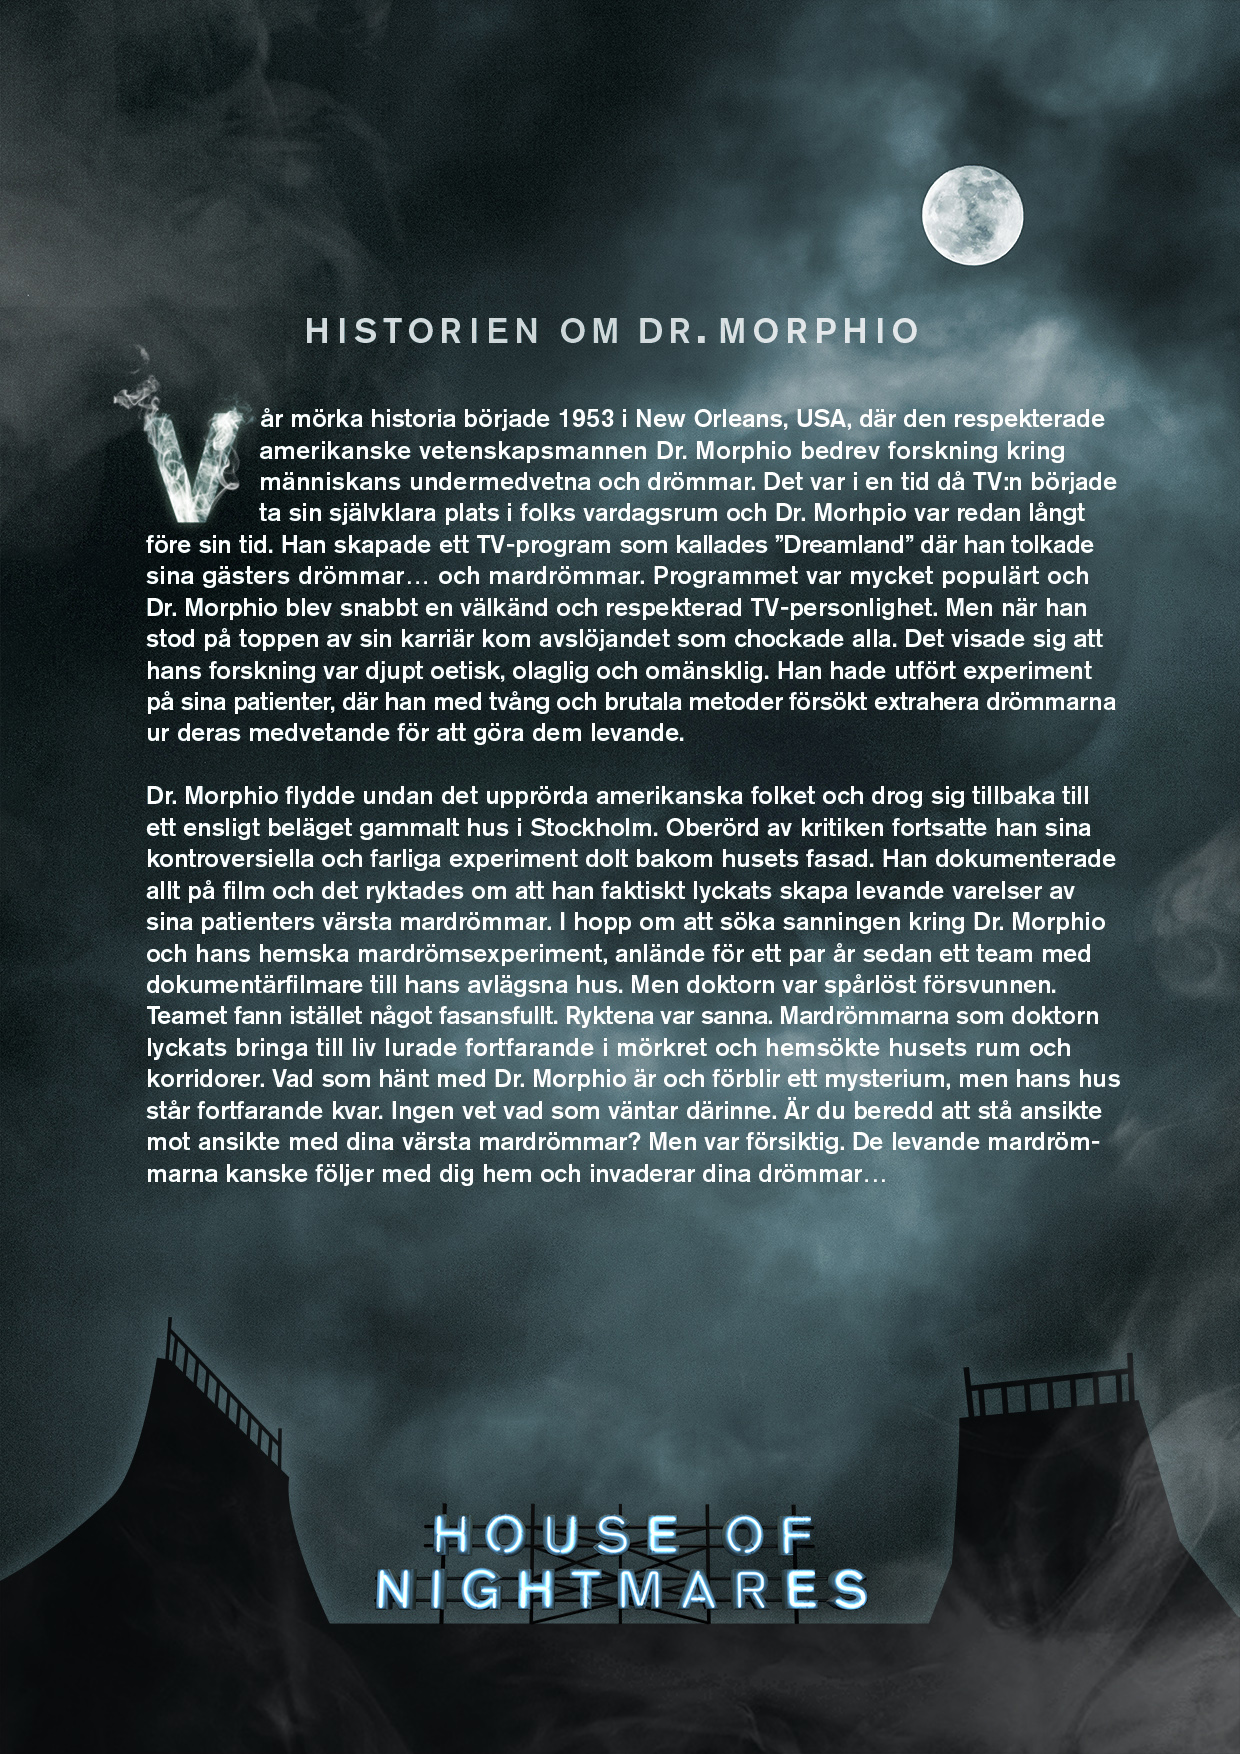 HISTORIEN OM DR. MORPHIO
Vår mörka historia började 1953 i New Orleans, USA, där den respekterade
amerikanske vetenskapsmannen Dr. Morphio bedrev forskning kring
människans undermedvetna och drömmar. Det var i en tid då TV:n började
ta sin självklara plats i folks vardagsrum och Dr. Morhpio var redan långt
före sin tid. Han skapade ett TV-program som kallades ”Dreamland” där han tolkade
sina gästers drömmar… och mardrömmar. Programmet var mycket populärt och
Dr. Morphio blev snabbt en välkänd och respekterad TV-personlighet. Men när han
stod på toppen av sin karriär kom avslöjandet som chockade alla. Det visade sig att
hans forskning var djupt oetisk, olaglig och omänsklig. Han hade utfört experiment
på sina patienter, där han med tvång och brutala metoder försökt extrahera drömmarna
ur deras medvetande för att göra dem levande.
Dr. Morphio flydde undan det upprörda amerikanska folket och drog sig tillbaka till
ett ensligt beläget gammalt hus i Stockholm. Oberörd av kritiken fortsatte han sina
kontroversiella och farliga experiment dolt bakom husets fasad. Han dokumenterade
allt på film och det ryktades om att han faktiskt lyckats skapa levande varelser av
sina patienters värsta mardrömmar. I hopp om att söka sanningen kring Dr. Morphio
och hans hemska mardrömsexperiment, anlände för ett par år sedan ett team med
dokumentärfilmare till hans avlägsna hus. Men doktorn var spårlöst försvunnen.
Teamet fann istället något fasansfullt. Ryktena var sanna. Mardrömmarna som doktorn
lyckats bringa till liv lurade fortfarande i mörkret och hemsökte husets rum och
korridorer. Vad som hänt med Dr. Morphio är och förblir ett mysterium, men hans hus
står fortfarande kvar. Ingen vet vad som väntar därinne. Är du beredd att stå ansikte
mot ansikte med dina värsta mardrömmar? Men var försiktig. De levande mardröm-
marna kanske följer med dig hem och invaderar dina drömmar…
HOUSE OF
NIGHTMARES